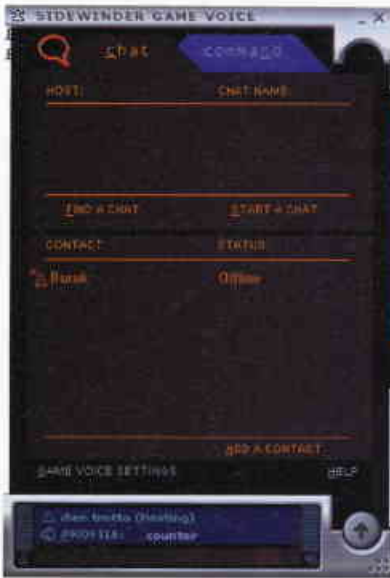 SIDEWINDER GAME VOICE
chat command
HOST: CHAT NAME:
FIND A CHAT START A CHAT
CONTACT STATUS
Burak Offline
ADD A CONTACT
GAME VOICE SETTINGS HELP
(hosting)
counter